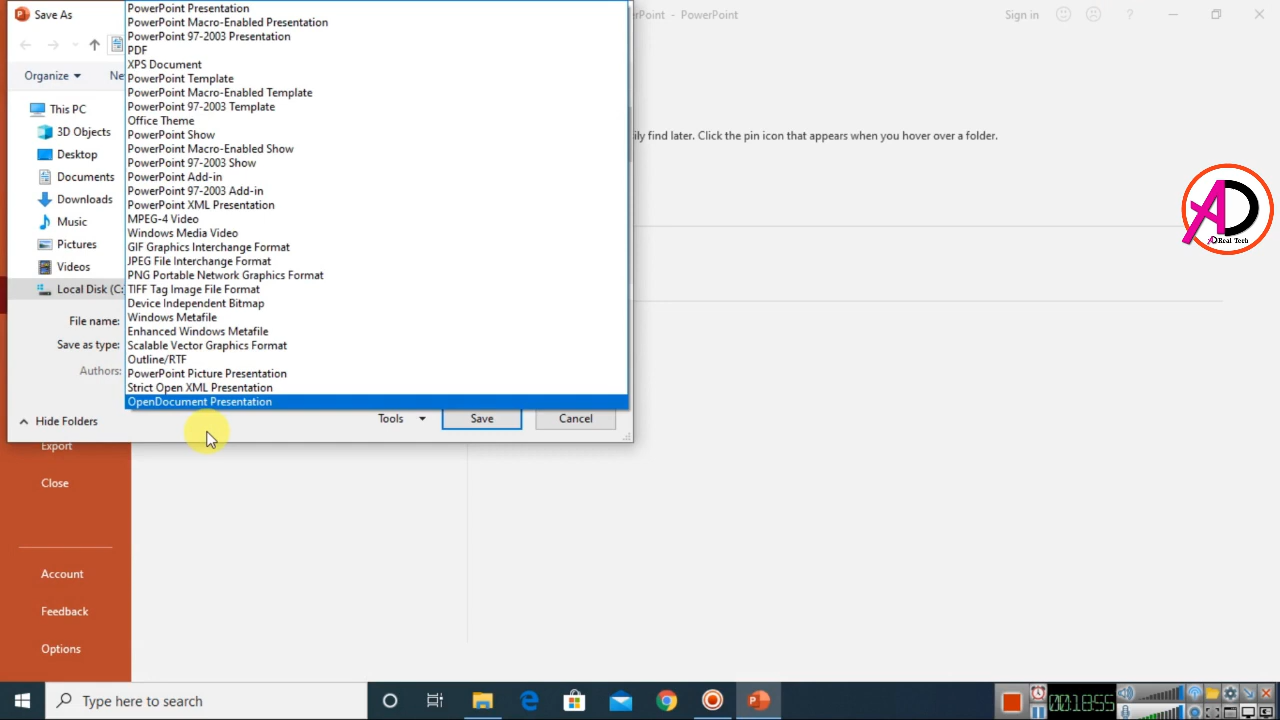 Save As
PowerPoint Presentation
PowerPoint Macro-Enabled Presentation
PowerPoint 97-2003 Presentation
PDF
XPS Document
PowerPoint Template
PowerPoint Macro-Enabled Template
PowerPoint 97-2003 Template
Office Theme
PowerPoint Show
PowerPoint Macro-Enabled Show
PowerPoint 97-2003 Show
PowerPoint Add-in
PowerPoint 97-2003 Add-in
PowerPoint XML Presentation
MPEG-4 Video
Windows Media Video
GIF Graphics Interchange Format
JPEG File Interchange Format
PNG Portable Network Graphics Format
TIFF Tag Image File Format
Device Independent Bitmap
Windows Metafile
Enhanced Windows Metafile
Scalable Vector Graphics Format
Outline/RTF
PowerPoint Picture Presentation
Strict Open XML Presentation
OpenDocument Presentation
Organize
This PC
3D Objects
Desktop
Documents
Downloads
Music
Pictures
Videos
Local Disk (C:
File name:
Save as type:
Authors:
Hide Folders
Tools
Save
Cancel
PowerPoint
Sign in
?
find later. Click the pin icon that appears when you hover over a folder.
AD
AD Real Tech
Export
Close
Account
Feedback
Options
Type here to search
00:18:55